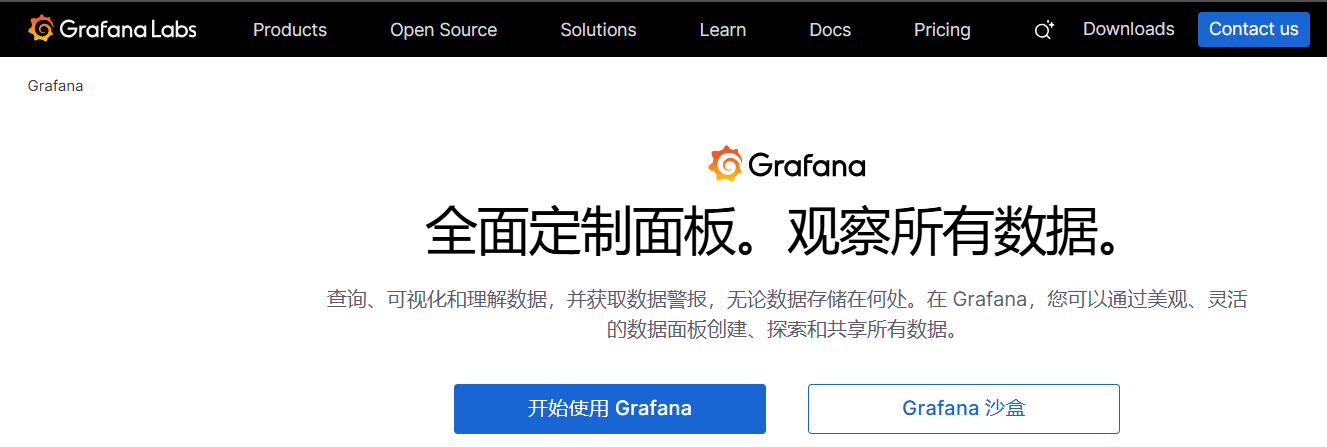 Grafana Labs Products Open Source Solutions Learn Docs Pricing Downloads Contact us
Grafana
Grafana
全面定制面板。观察所有数据。
查询、可视化和理解数据，并获取数据警报，无论数据存储在何处。在 Grafana，您可以通过美观、灵活
的数据面板创建、探索和共享所有数据。
开始使用 Grafana Grafana 沙盒